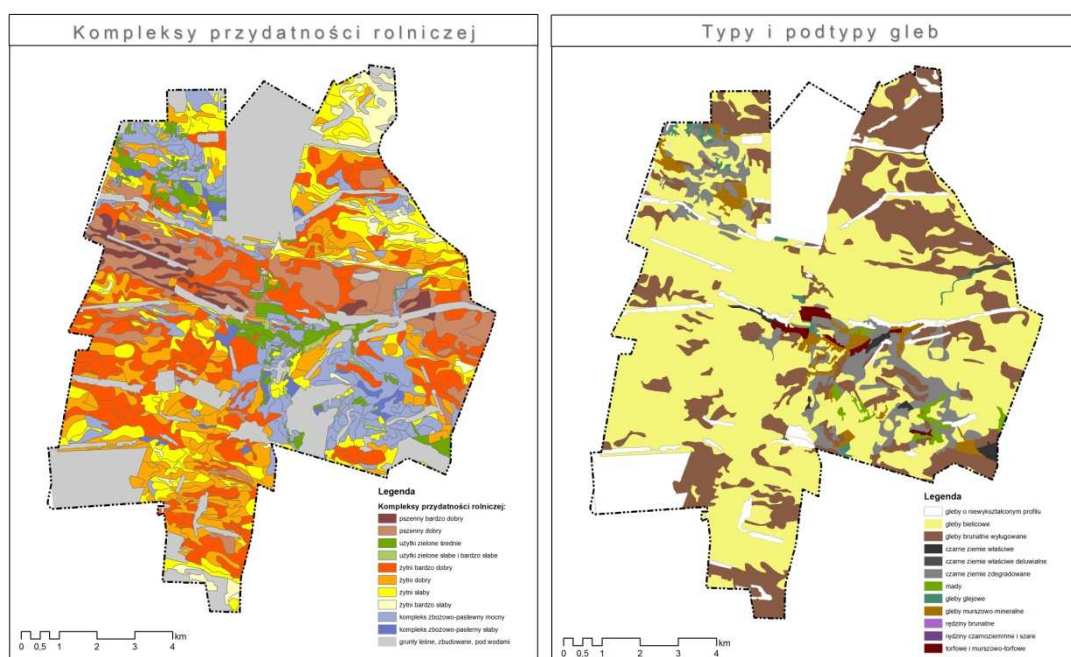 Kompleksy przydatności rolniczej
Legenda
Kompleksy przydatności rolniczej:
pszenny bardzo dobry
pszenny dobry
użytki zielone średnie
użytki zielone słabe i bardzo słabe
żytni bardzo dobry
żytni dobry
żytni słaby
żytni bardzo słaby
kompleks zbożowo-pastewny mocny
kompleks zbożowo-pasterny słaby
grunty leśne, zbudowane, pod wodami
0 0,5 1 2 3 4
km
Typy i podtypy gleb
Legenda
gleby o niewykształconym profilu
gleby bielicowe
gleby brunatne wyługowane
czarne ziemie właściwe
czarne ziemie właściwe deluwialne
czarne ziemie zdegradowane
mady
gleby glejowe
gleby murszowo-mineralne
rędziny brunatne
rędziny czarnoziemnne i szare
torfowe i murszowo-torfowe
0 0,5 1 2 3 4
km